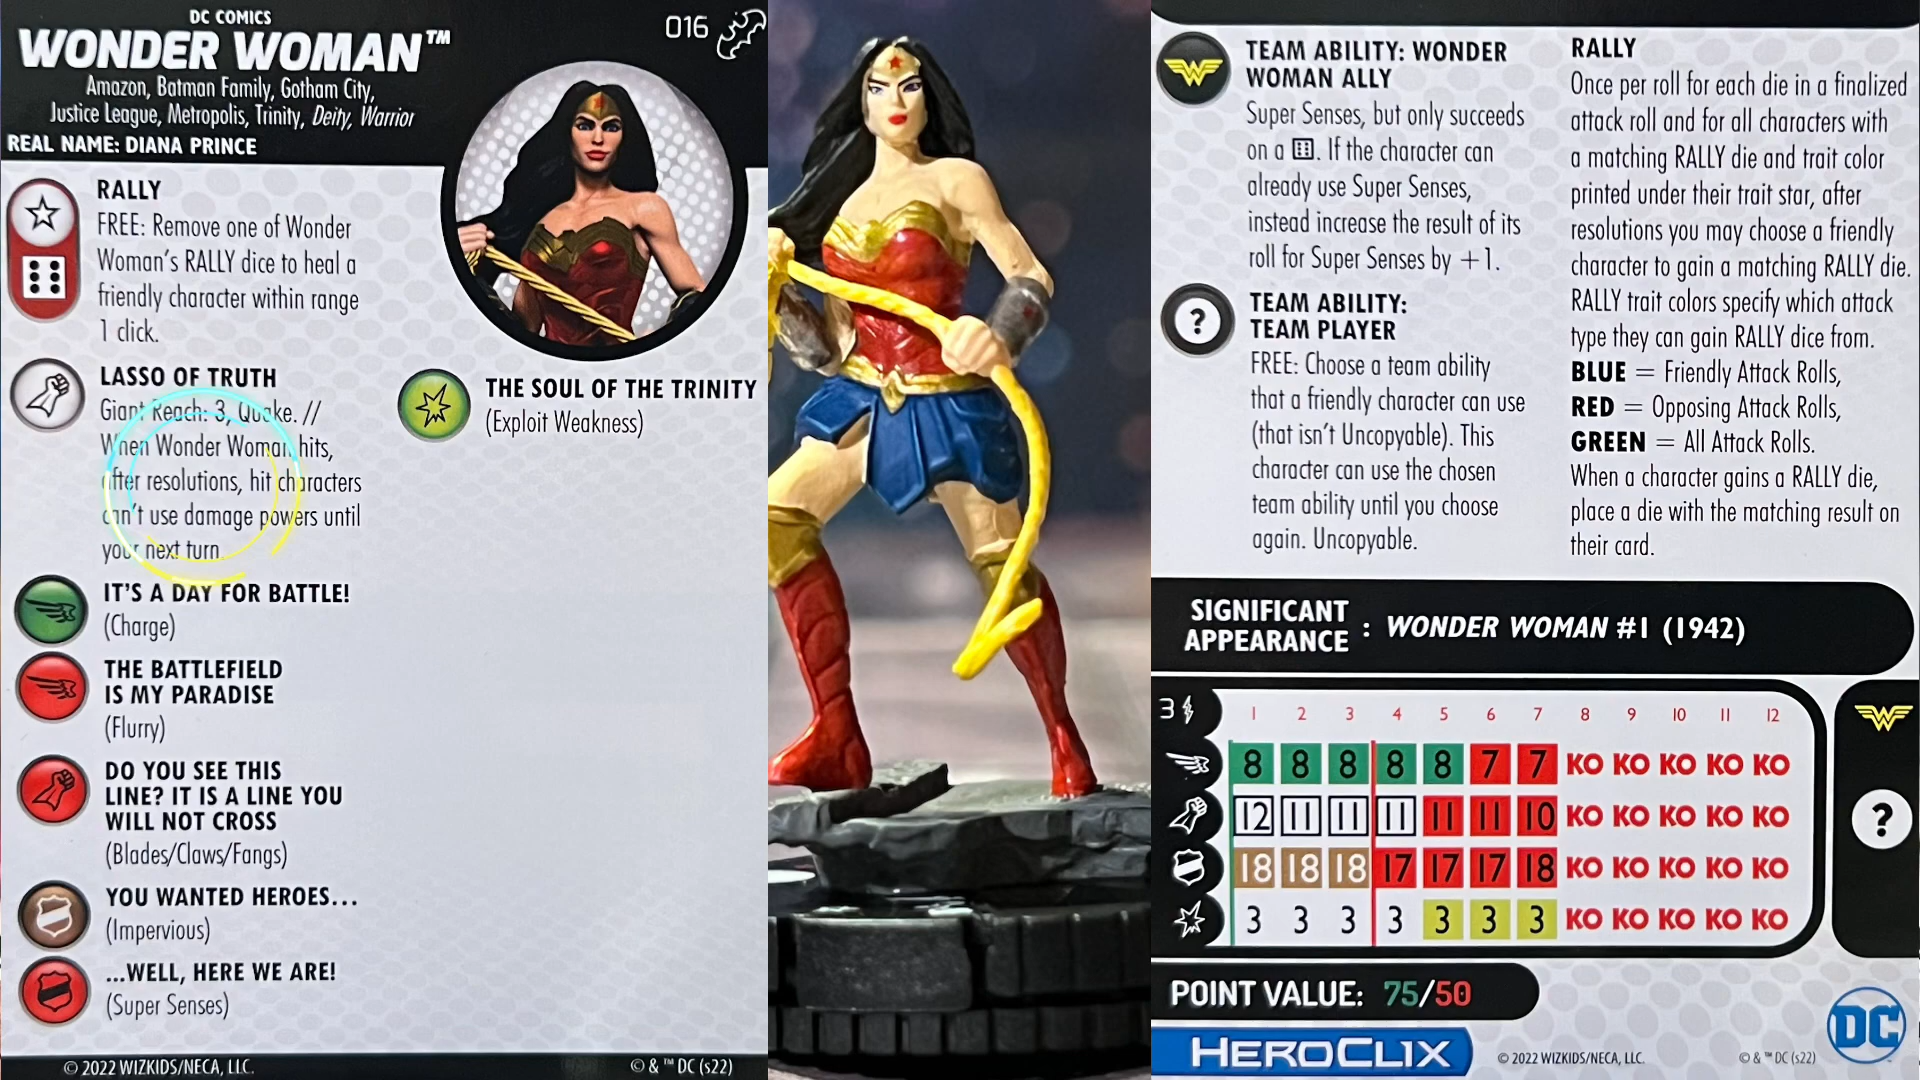 DC COMICS
WONDER WOMAN™
Amazon, Batman Family, Gotham City,
Justice League, Metropolis, Trinity, Deity, Warrior
REAL NAME: DIANA PRINCE
016
RALLY
FREE: Remove one of Wonder
Woman's RALLY dice to heal a
friendly character within range
1 click.
LASSO OF TRUTH
Giant Reach: 3, Quake. //
When Wonder Woman hits,
after resolutions, hit characters
can't use damage powers until
your next turn.
IT'S A DAY FOR BATTLE!
(Charge)
THE BATTLEFIELD
IS MY PARADISE
(Flurry)
DO YOU SEE THIS
LINE? IT IS A LINE YOU
WILL NOT CROSS
(Blades/Claws/Fangs)
YOU WANTED HEROES...
(Impervious)
...WELL, HERE WE ARE!
(Super Senses)
THE SOUL OF THE TRINITY
(Exploit Weakness)
© 2022 WIZKIDS/NECA, LLC.
© & ™ DC (s22)
TEAM ABILITY: WONDER
WOMAN ALLY
Super Senses, but only succeeds
on a ⚅. If the character can
already use Super Senses,
instead increase the result of its
roll for Super Senses by +1.
?
TEAM ABILITY:
TEAM PLAYER
FREE: Choose a team ability
that a friendly character can use
(that isn't Uncopyable). This
character can use the chosen
team ability until you choose
again. Uncopyable.
RALLY
Once per roll for each die in a finalized
attack roll and for all characters with
a matching RALLY die and trait color
printed under their trait star, after
resolutions you may choose a friendly
character to gain a matching RALLY die.
RALLY trait colors specify which attack
type they can gain RALLY dice from.
BLUE = Friendly Attack Rolls,
RED = Opposing Attack Rolls,
GREEN = All Attack Rolls.
When a character gains a RALLY die,
place a die with the matching result on
their card.
SIGNIFICANT
APPEARANCE : WONDER WOMAN #1 (1942)
3 1 2 3 4 5 6 7 8 9 10 11 12
8 8 8 8 8 7 7 KO KO KO KO KO
12 11 11 11 11 11 10 KO KO KO KO KO
18 18 18 17 17 17 18 KO KO KO KO KO
3 3 3 3 3 3 3 KO KO KO KO KO
?
POINT VALUE: 75/50
HEROCLIX
© 2022 WIZKIDS/NECA, LLC.
© & ™ DC (s22)
DC